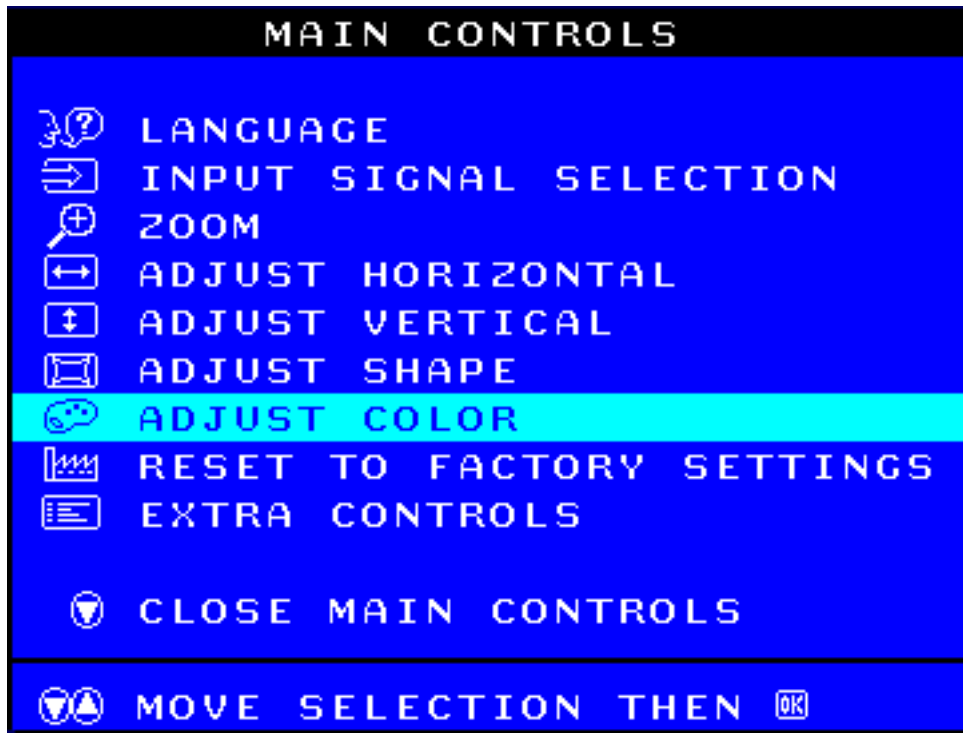 MAIN CONTROLS
LANGUAGE
INPUT SIGNAL SELECTION
ZOOM
ADJUST HORIZONTAL
ADJUST VERTICAL
ADJUST SHAPE
ADJUST COLOR
RESET TO FACTORY SETTINGS
EXTRA CONTROLS
CLOSE MAIN CONTROLS
MOVE SELECTION THEN OK